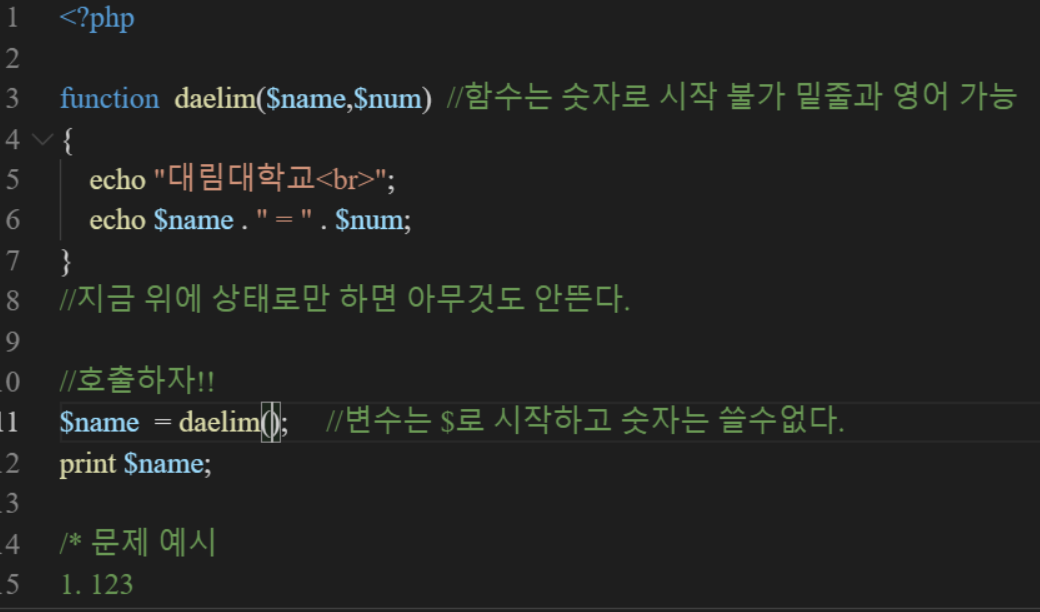 1 <?php
2
3 function daelim($name,$num) //함수는 숫자로 시작 불가 밑줄과 영어 가능
4 {
5 echo "대림대학교<br>";
6 echo $name . " = " . $num;
7 }
8 //지금 위에 상태로만 하면 아무것도 안뜬다.
9
10 //호출하자!!
11 $name = daelim(); //변수는 $로 시작하고 숫자는 쓸수없다.
12 print $name;
13
14 /* 문제 예시
15 1. 123